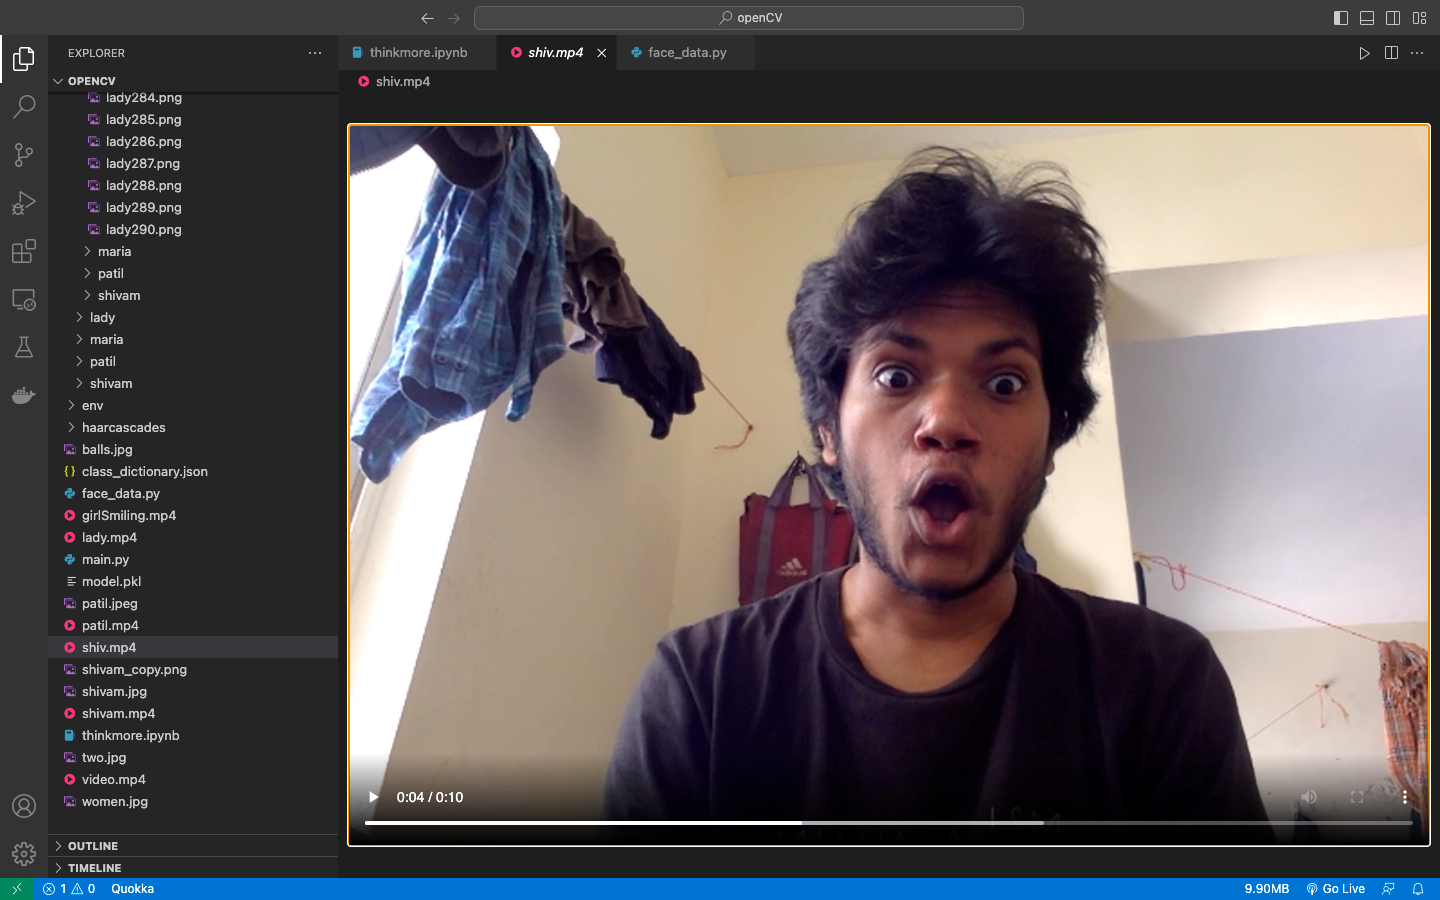 openCV
EXPLORER
OPENCV
lady284.png
lady285.png
lady286.png
lady287.png
lady288.png
lady289.png
lady290.png
maria
patil
shivam
lady
maria
patil
shivam
env
haarcascades
balls.jpg
class_dictionary.json
face_data.py
girlSmiling.mp4
lady.mp4
main.py
model.pkl
patil.jpeg
patil.mp4
shiv.mp4
shivam_copy.png
shivam.jpg
shivam.mp4
thinkmore.ipynb
two.jpg
video.mp4
women.jpg
OUTLINE
TIMELINE
thinkmore.ipynb
shiv.mp4
face_data.py
shiv.mp4
adidas
0:04 / 0:10
1 0 Quokka
9.90MB Go Live